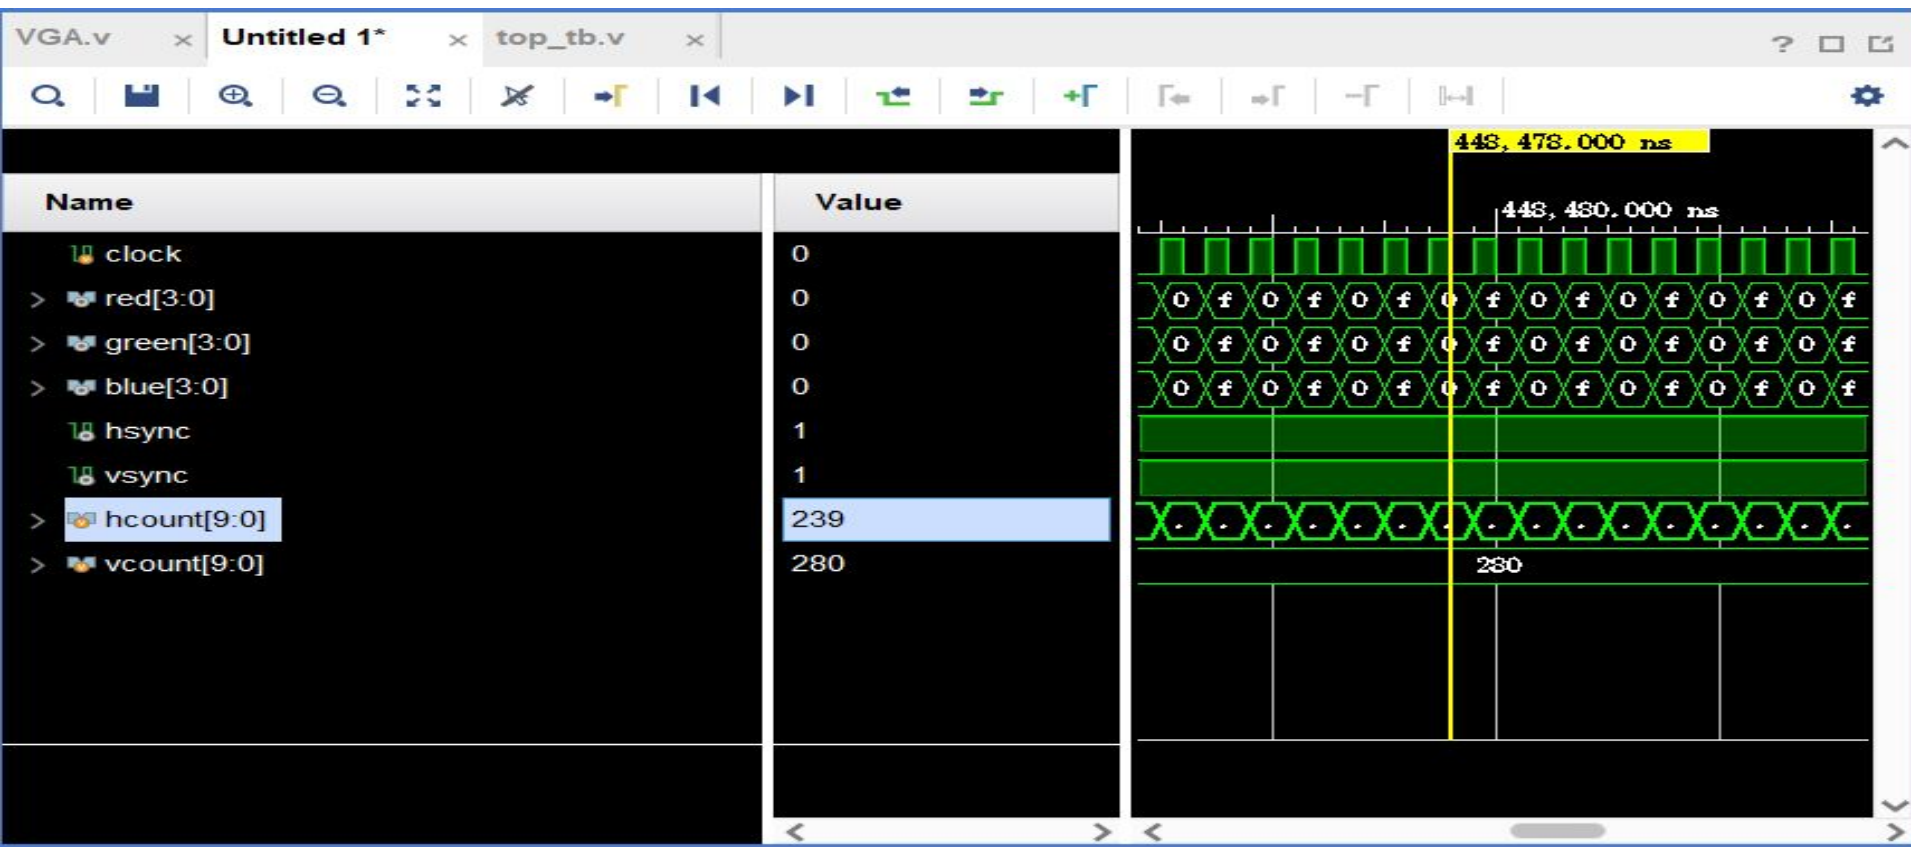 VGA.v × Untitled 1* × top_tb.v × ?
448,478.000 ns
Name Value
448,480.000 ns
clock 0
> red[3:0] 0 0 f 0 f 0 f 0 f 0 f 0 f 0 f 0 f
> green[3:0] 0 0 f 0 f 0 f 0 f 0 f 0 f 0 f 0 f
> blue[3:0] 0 0 f 0 f 0 f 0 f 0 f 0 f 0 f 0 f
hsync 1
vsync 1
> hcount[9:0] 239 . . . . . . . . . . . . . . . .
> vcount[9:0] 280 280